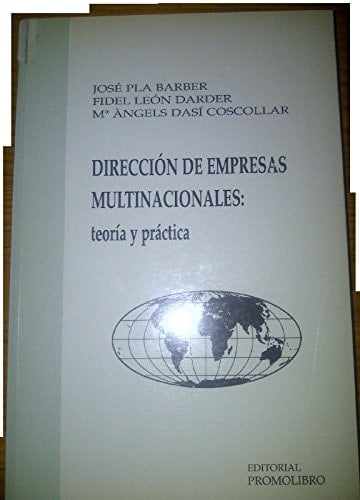 JOSÉ PLA BARBER
FIDEL LEÓN DARDER
Mª ÀNGELS DASÍ COSCOLLAR
DIRECCIÓN DE EMPRESAS
MULTINACIONALES:
teoría y práctica
EDITORIAL
PROMOLIBRO